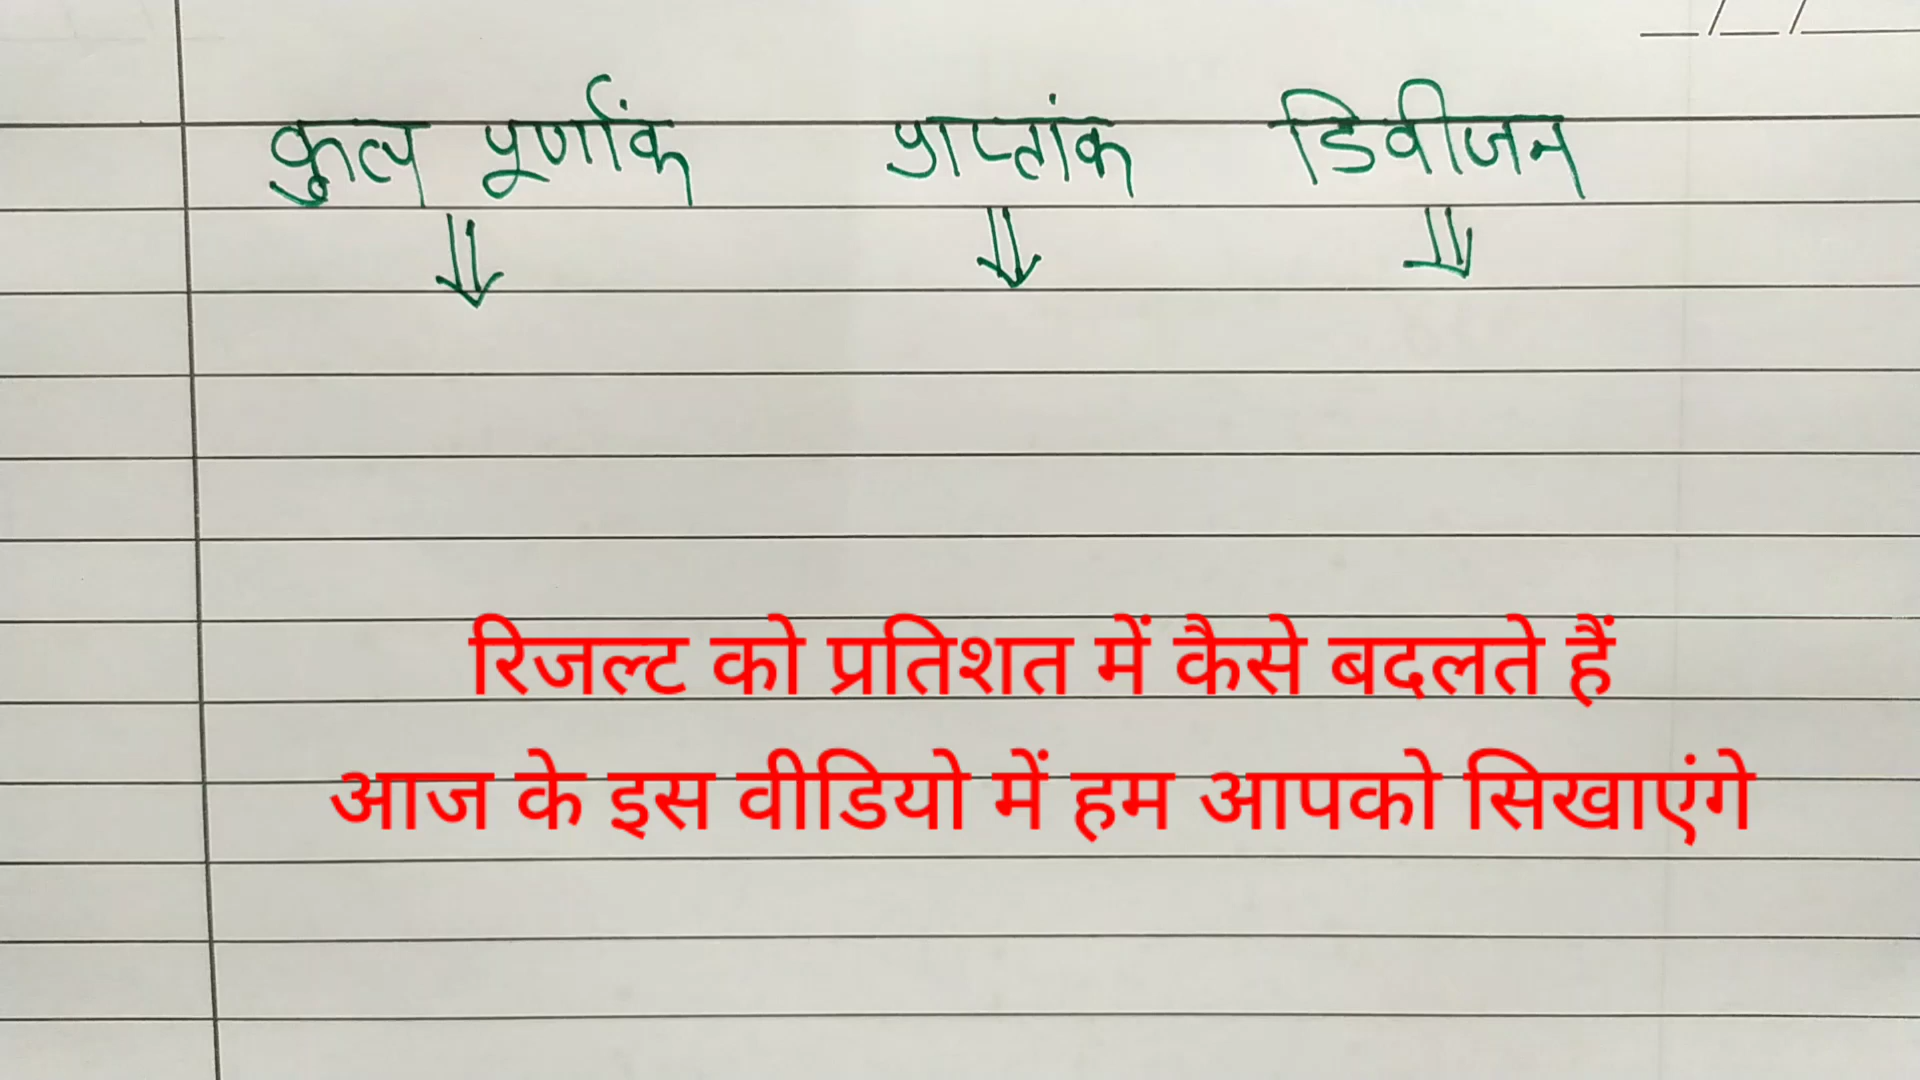 कुल पूर्णांक प्राप्तांक डिवीजन
रिजल्ट को प्रतिशत में कैसे बदलते हैं
आज के इस वीडियो में हम आपको सिखाएंगे